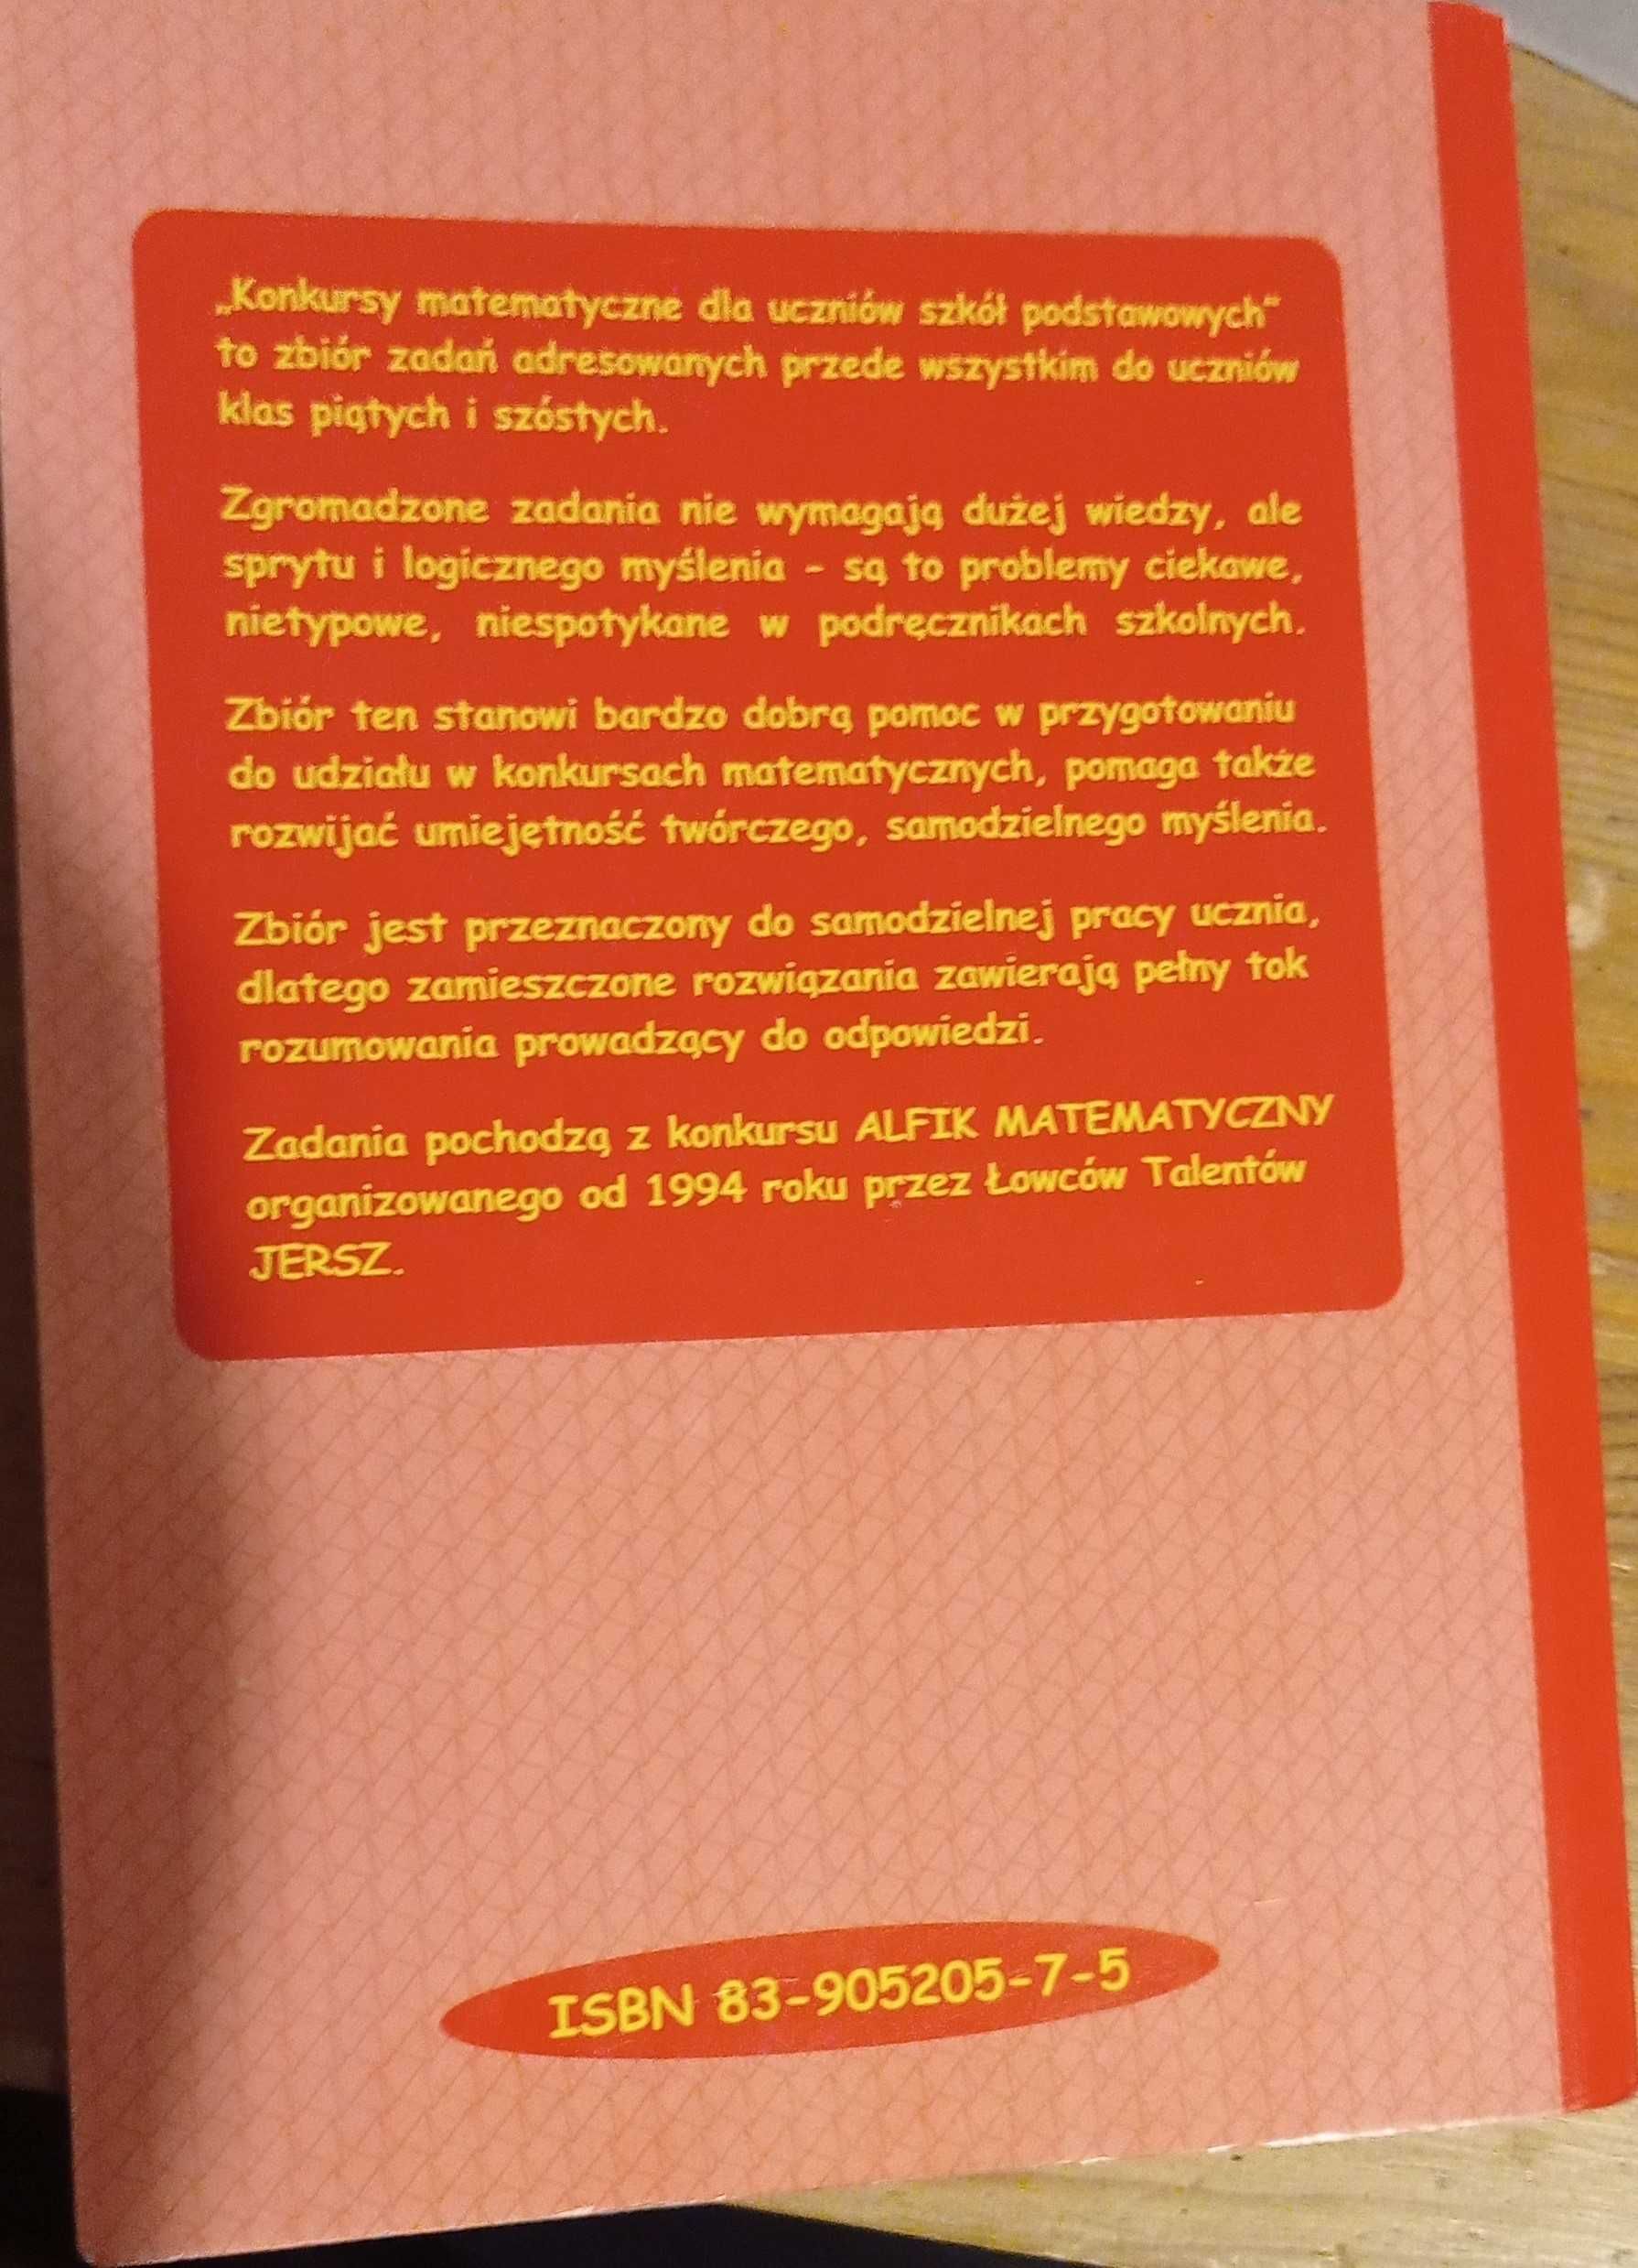 „Konkursy matematyczne dla uczniów szkół podstawowych”
to zbiór zadań adresowanych przede wszystkim do uczniów
klas piątych i szóstych.
Zgromadzone zadania nie wymagają dużej wiedzy, ale
sprytu i logicznego myślenia - są to problemy ciekawe,
nietypowe, niespotykane w podręcznikach szkolnych.
Zbiór ten stanowi bardzo dobrą pomoc w przygotowaniu
do udziału w konkursach matematycznych, pomaga także
rozwijać umiejętność twórczego, samodzielnego myślenia.
Zbiór jest przeznaczony do samodzielnej pracy ucznia,
dlatego zamieszczone rozwiązania zawierają pełny tok
rozumowania prowadzący do odpowiedzi.
Zadania pochodzą z konkursu ALFIK MATEMATYCZNY
organizowanego od 1994 roku przez Łowców Talentów
JERSZ.
ISBN 83-905205-7-5